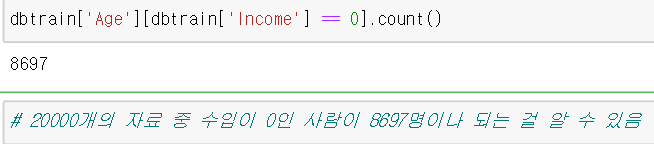 dbtrain['Age'][dbtrain['Income'] == 0].count()
8697
# 20000개의 자료 중 수입이 0인 사람이 8697명이나 되는 걸 알 수 있음